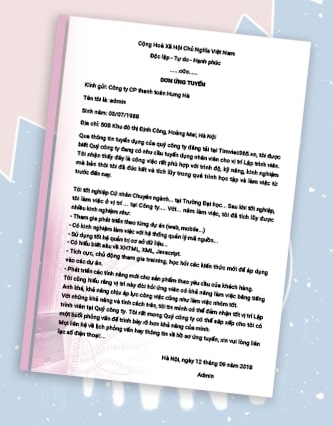 Cộng Hoà Xã Hội Chủ Nghĩa Việt Nam
Độc lập - Tự do - Hạnh phúc
.....o0o.....
ĐƠN ỨNG TUYỂN
Kính gửi: Công ty CP thanh toán Hưng Hà
Tên tôi là: admin
Sinh năm: 05/07/1988
Địa chỉ: B0B Khu đô thị Định Công, Hoàng Mai, Hà Nội
Qua thông tin tuyển dụng của quý công ty đăng tải tại Timviec365.vn, tôi được
biết Quý công ty đang có nhu cầu tuyển dụng nhân viên cho vị trí Lập trình viên.
Tôi nhận thấy đây là công việc rất phù hợp với trình độ, kỹ năng, kinh nghiệm
mà bản thân tôi đã đúc kết và tích lũy trong quá trình học tập và làm việc từ
trước đến nay.
Tôi tốt nghiệp Cử nhân Chuyên ngành... tại Trường Đại học... Sau khi tốt nghiệp,
tôi làm việc ở vị trí ... tại Công ty.... Với... năm làm việc, tôi đã tích lũy được
nhiều kinh nghiệm như:
- Tham gia phát triển theo từng dự án (web, mobile...)
- Có kinh nghiệm làm việc với hệ thống quản lý mã nguồn...
- Sử dụng tốt hệ quản trị cơ sở dữ liệu...
- Có hiểu biết sâu về XHTML, XML, Javascript.
- Tích cực, chủ động tham gia training, học hỏi các kiến thức mới để áp dụng
vào các dự án.
- Phát triển các tính năng mới cho sản phẩm theo yêu cầu của khách hàng.
Tôi cũng hiểu rằng vị trí này đòi hỏi ứng viên có khả năng làm việc bằng tiếng
Anh khá, khả năng chịu áp lực công việc cũng như làm việc nhóm tốt.
Với những khả năng và tính cách trên, tôi tin mình có thể đảm nhận tốt vị trí Lập
trình viên tại Quý công ty. Tôi rất mong Quý công ty có thể sắp xếp cho tôi có
một buổi phỏng vấn để trình bày rõ hơn khả năng của mình.
Mọi liên hệ và lịch phỏng vấn hay thông tin về hồ sơ ứng tuyển, xin vui lòng liên
lạc số điện thoại:...
Hà Nội, ngày 12 tháng 09 năm 2018
Admin